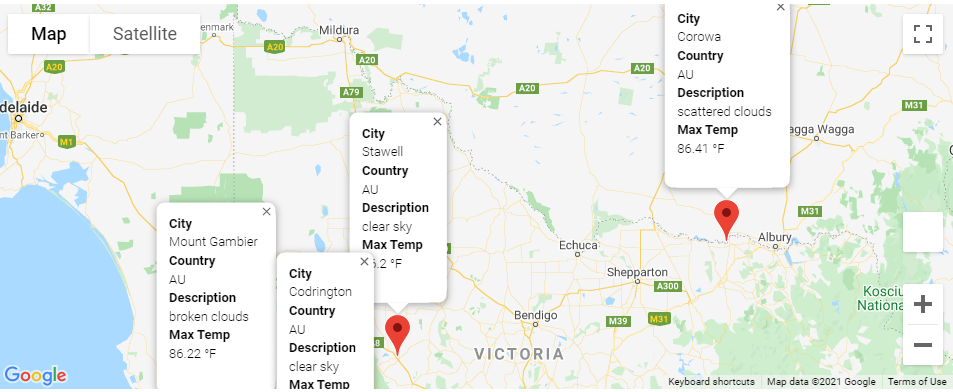 Map
Satellite
A32
enmark
A20
Mildura
A20
A20
A20
A79
M31
delaide
nt Barker
M1
agga Wagga
City
Corowa
Country
AU
Description
scattered clouds
Max Temp
86.41 °F
City
Stawell
Country
AU
Description
clear sky
Max Temp
6.2 °F
City
Mount Gambier
Country
AU
Description
broken clouds
Max Temp
86.22 °F
City
Codrington
Country
AU
Description
clear sky
Max Temp
M31
Albury
Echuca
Shepparton
A300
Kosciu
National
Bendigo
M39
M31
VICTORIA
Google
Keyboard shortcuts
Map data ©2021 Google
Terms of Use